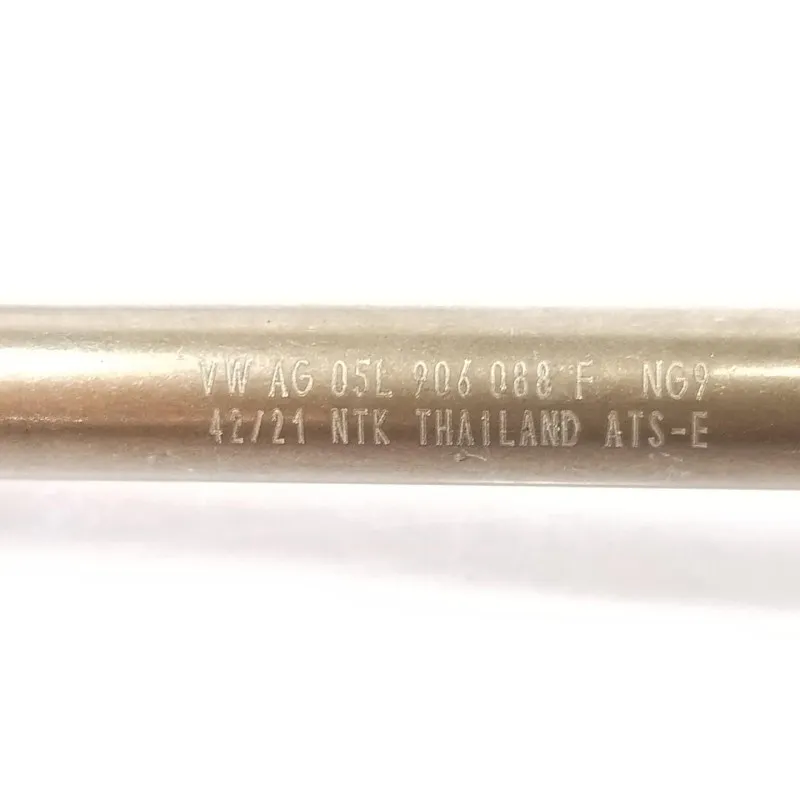 VW AG 05L 906 088 F NG9
42/21 NTK THAILAND ATS-E